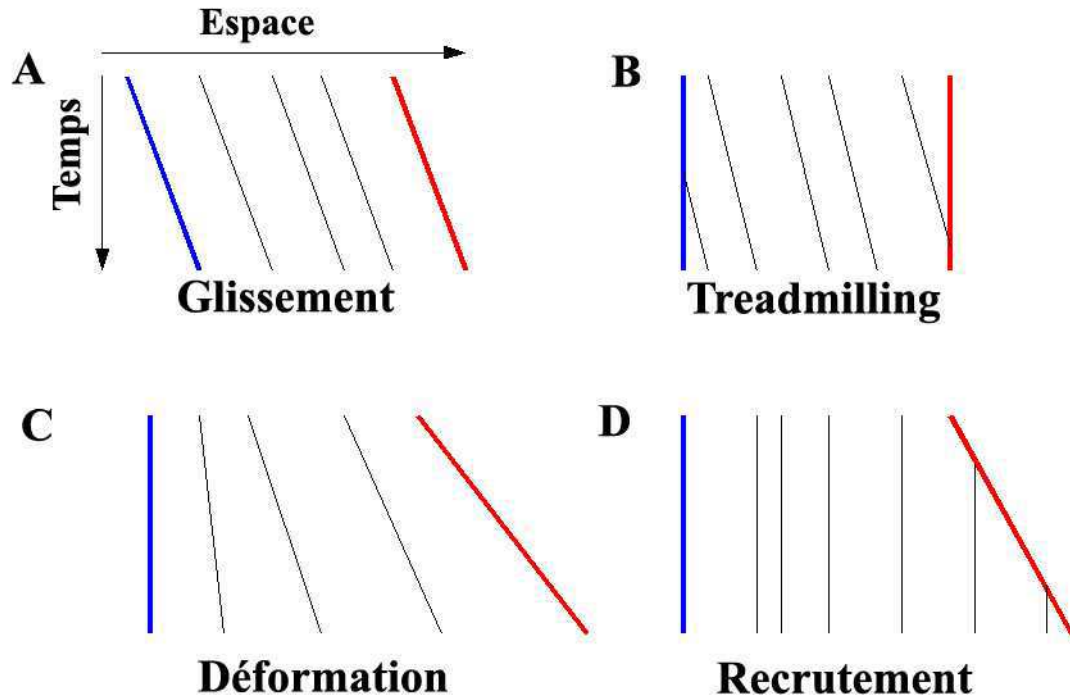 Espace
A
B
Temps
Glissement
Treadmilling
C
D
Déformation
Recrutement